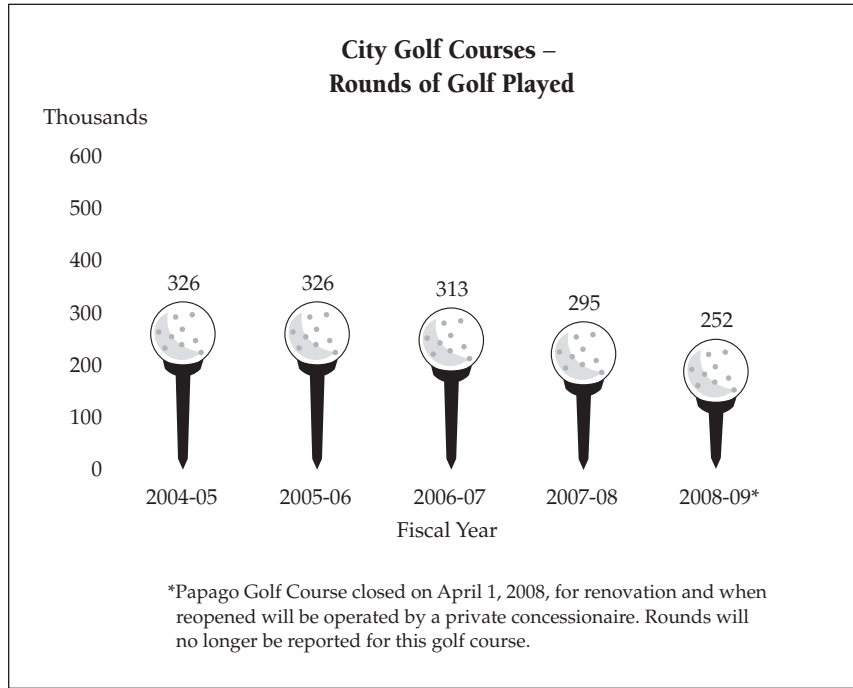 City Golf Courses –
Rounds of Golf Played
Thousands
600
500
400
300
200
100
0
326
326
313
295
252
2004-05
2005-06
2006-07
2007-08
2008-09*
Fiscal Year
*Papago Golf Course closed on April 1, 2008, for renovation and when
reopened will be operated by a private concessionaire. Rounds will
no longer be reported for this golf course.